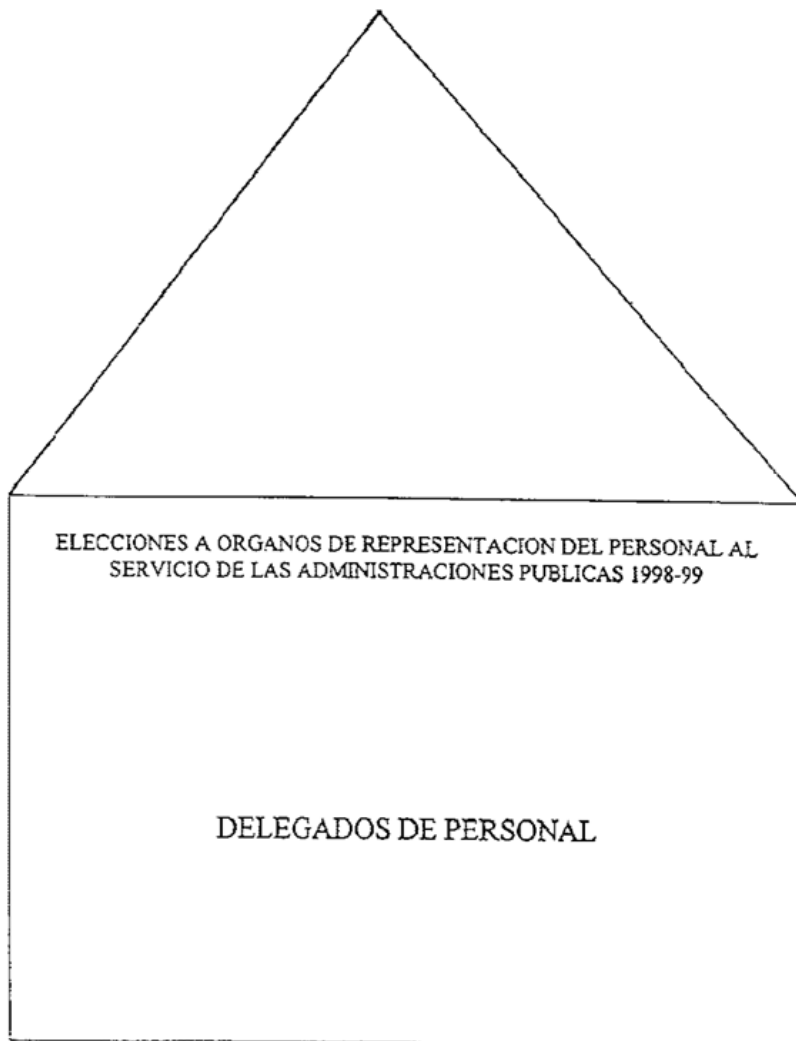 ELECCIONES A ORGANOS DE REPRESENTACION DEL PERSONAL AL
SERVICIO DE LAS ADMINISTRACIONES PUBLICAS 1998-99
DELEGADOS DE PERSONAL